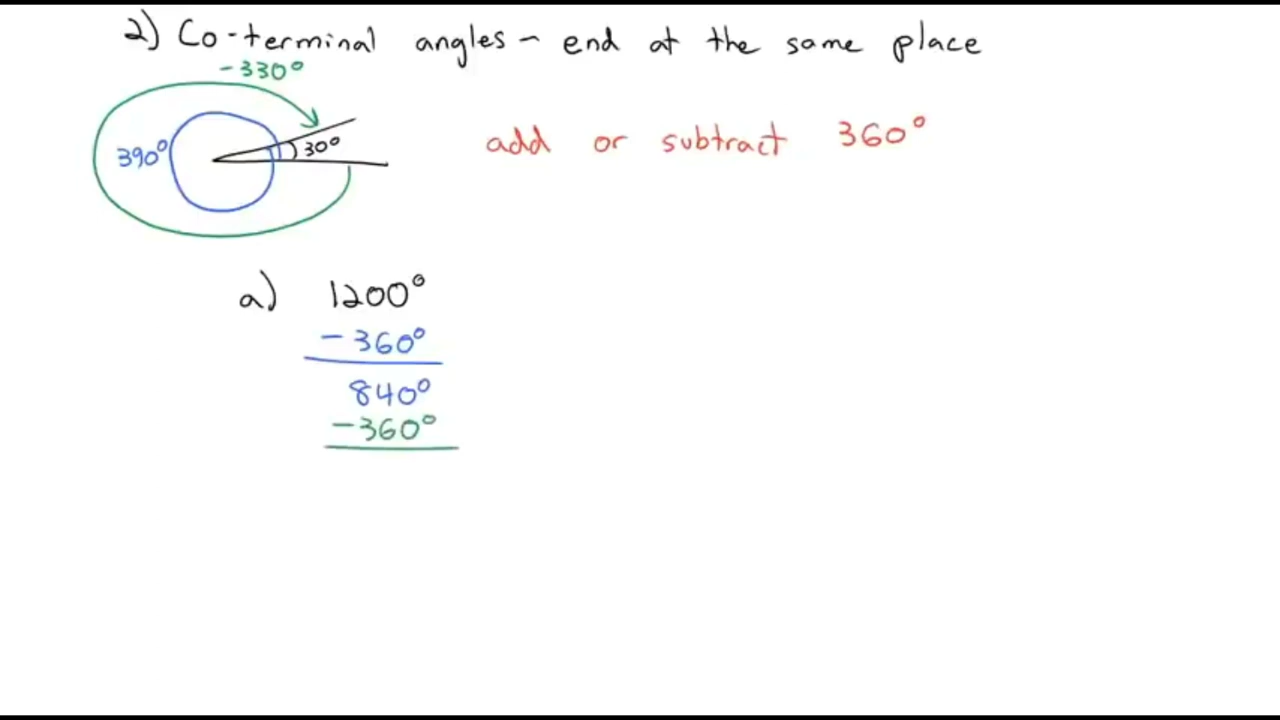 2) Co-terminal angles - end at the same place
-330°
390°
30°
add or subtract 360°
a) 1200°
-360°
840°
-360°